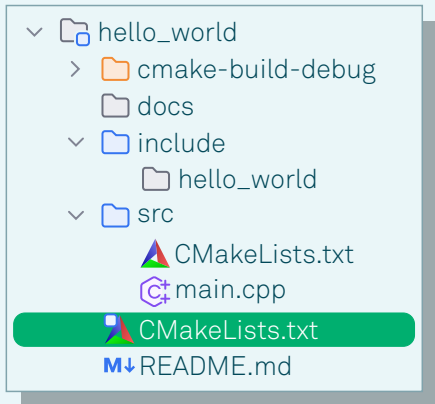 hello_world
cmake-build-debug
docs
include
hello_world
src
CMakeLists.txt
C++ main.cpp
CMakeLists.txt
M↓ README.md